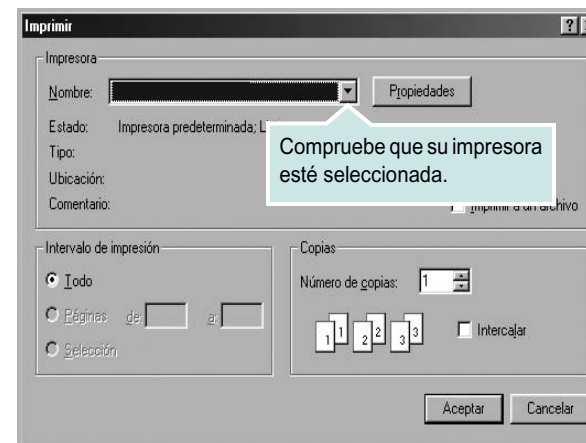 Imprimir
Impresora
Nombre:
Propiedades
Estado: Impresora predeterminada;
Compruebe que su impresora
esté seleccionada.
Tipo:
Ubicación:
Comentario:
Imprimir a un archivo
Intervalo de impresión
Todo
Páginas de: a:
Selección
Copias
Número de copias: 1
1 1 2 2 3 3
Intercalar
Aceptar Cancelar